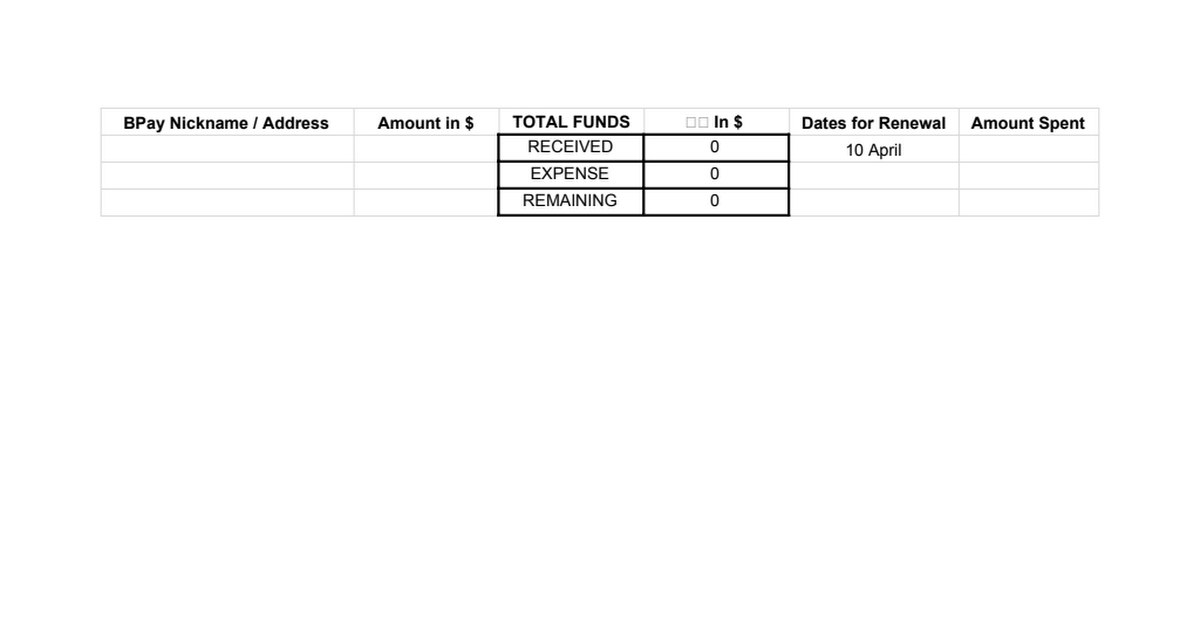 BPay Nickname / Address Amount in $ TOTAL FUNDS In $ Dates for Renewal Amount Spent
RECEIVED 0 10 April
EXPENSE 0
REMAINING 0